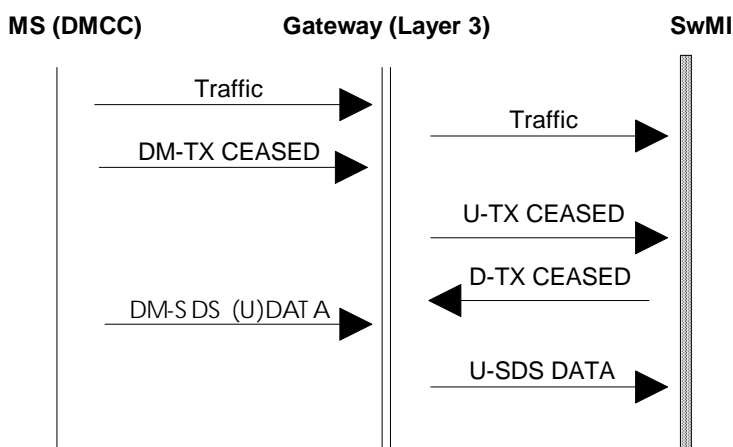 MS (DMCC) Gateway (Layer 3) SwMI
Traffic
Traffic
DM-TX CEASED
U-TX CEASED
D-TX CEASED
DM-SDS (U)DATA
U-SDS DATA